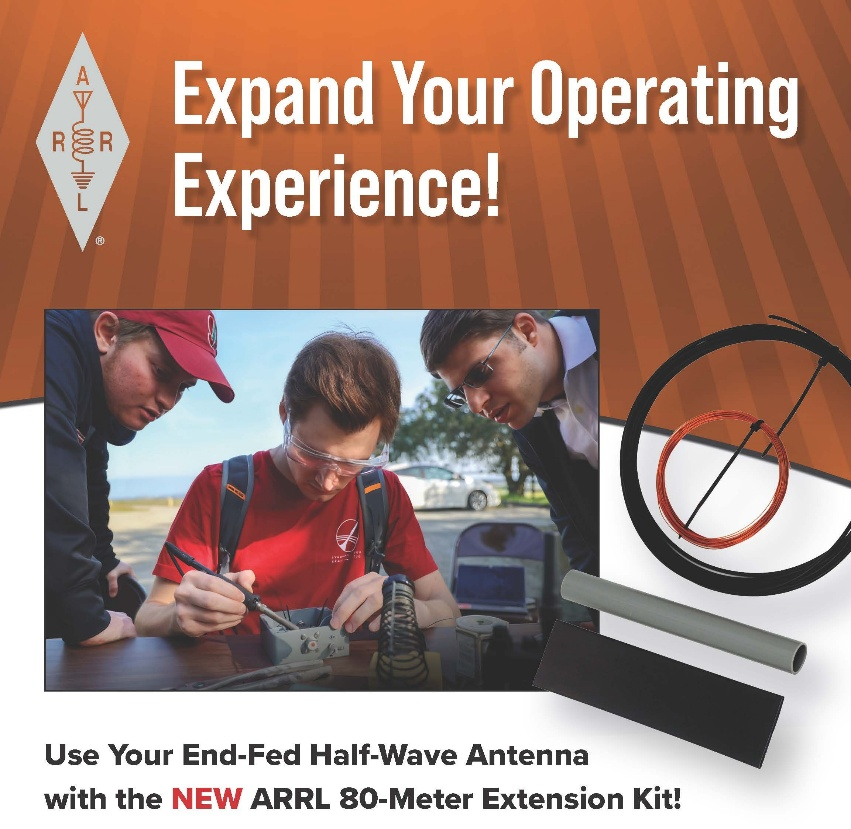 A
R R
L
®
Expand Your Operating
Experience!
Use Your End-Fed Half-Wave Antenna
with the NEW ARRL 80-Meter Extension Kit!